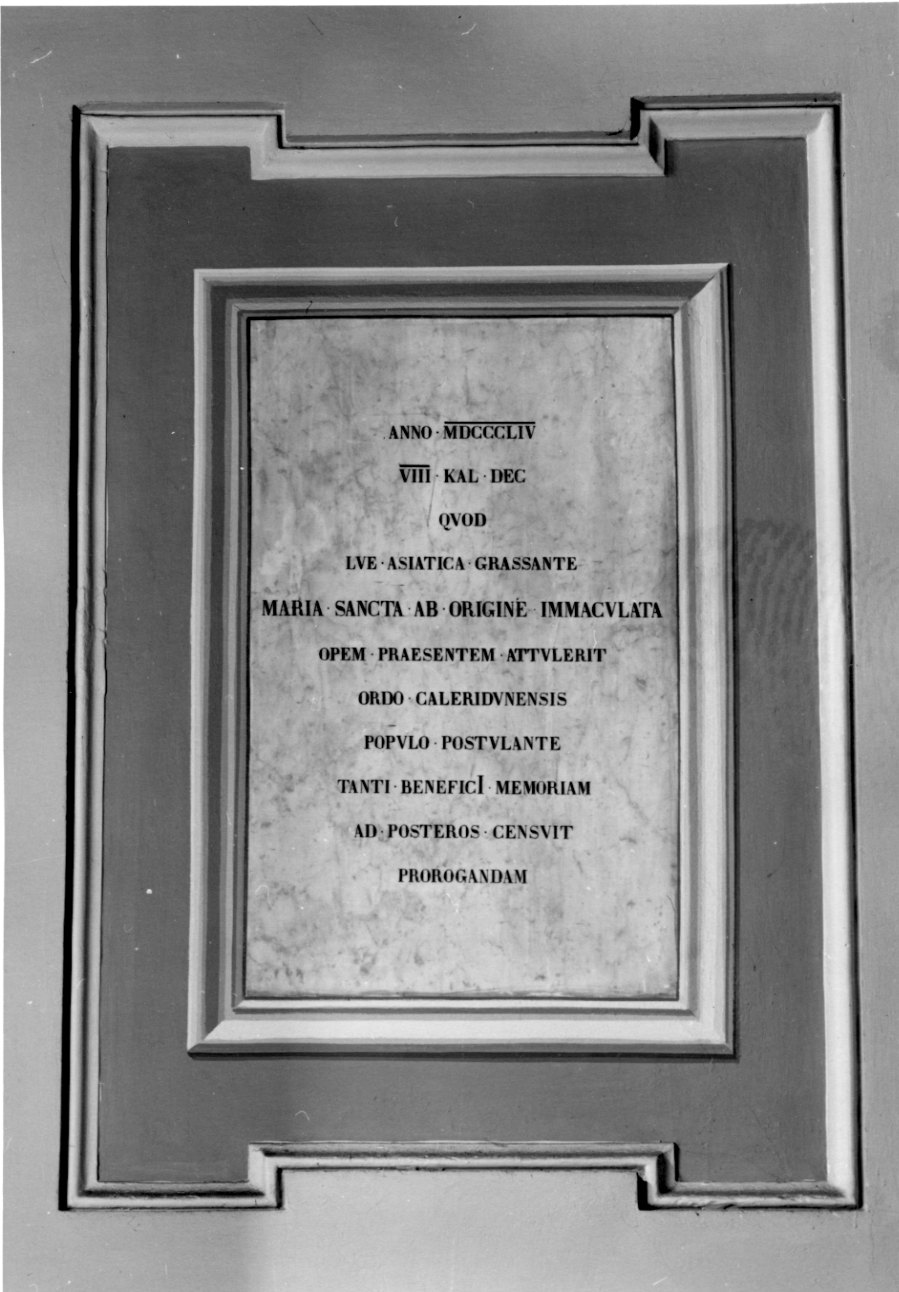 ANNO · MDCCCLIV
VIII · KAL · DEC
QVOD
LVE · ASIATICA · GRASSANTE
MARIA · SANCTA · AB · ORIGINE · IMMACVLATA
OPEM · PRAESENTEM · ATTVLERIT
ORDO · CALERIDVNENSIS
POPVLO · POSTVLANTE
TANTI · BENEFICI · MEMORIAM
AD · POSTEROS · CENSVIT
PROROGANDAM